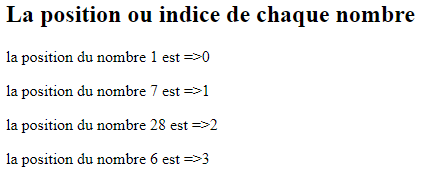 La position ou indice de chaque nombre
la position du nombre 1 est =>0
la position du nombre 7 est =>1
la position du nombre 28 est =>2
la position du nombre 6 est =>3